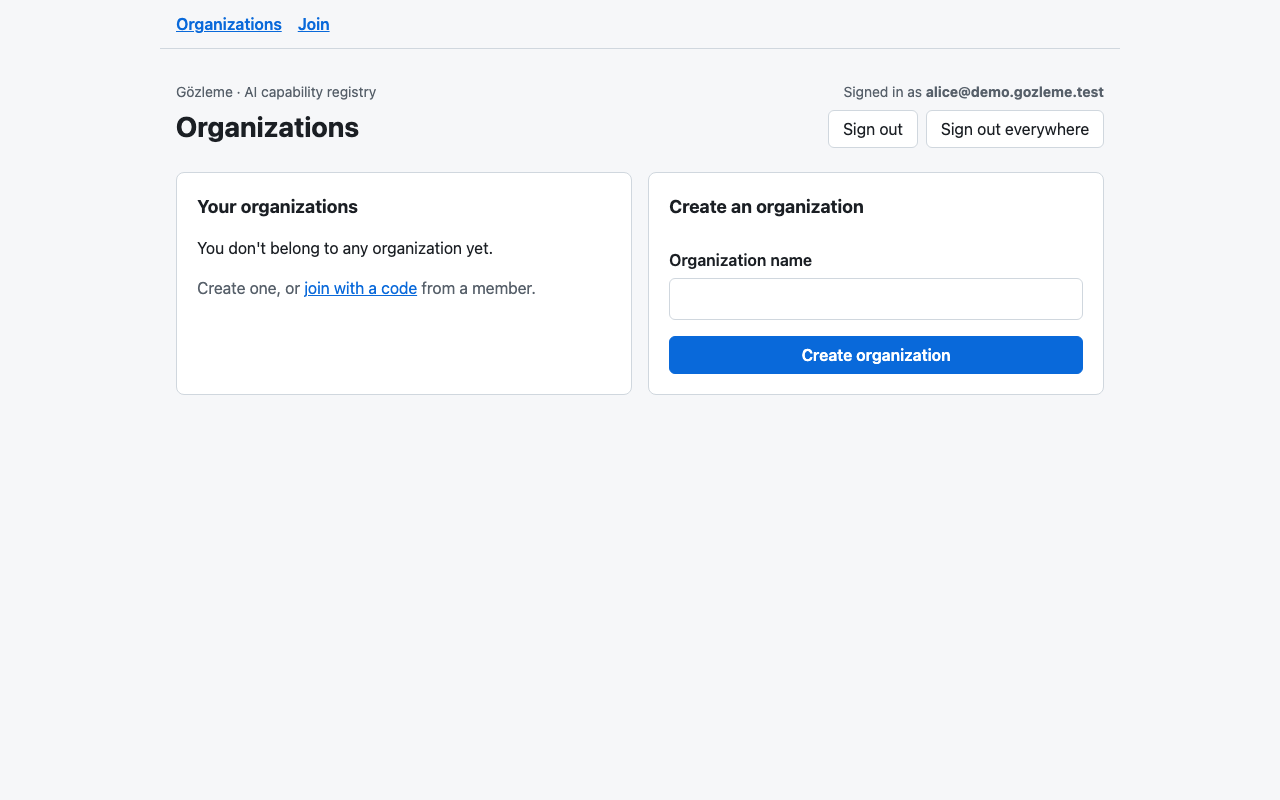 Organizations Join
Gözleme · AI capability registry
Signed in as alice@demo.gozleme.test
Organizations
Sign out
Sign out everywhere
Your organizations
You don't belong to any organization yet.
Create one, or join with a code from a member.
Create an organization
Organization name
Create organization